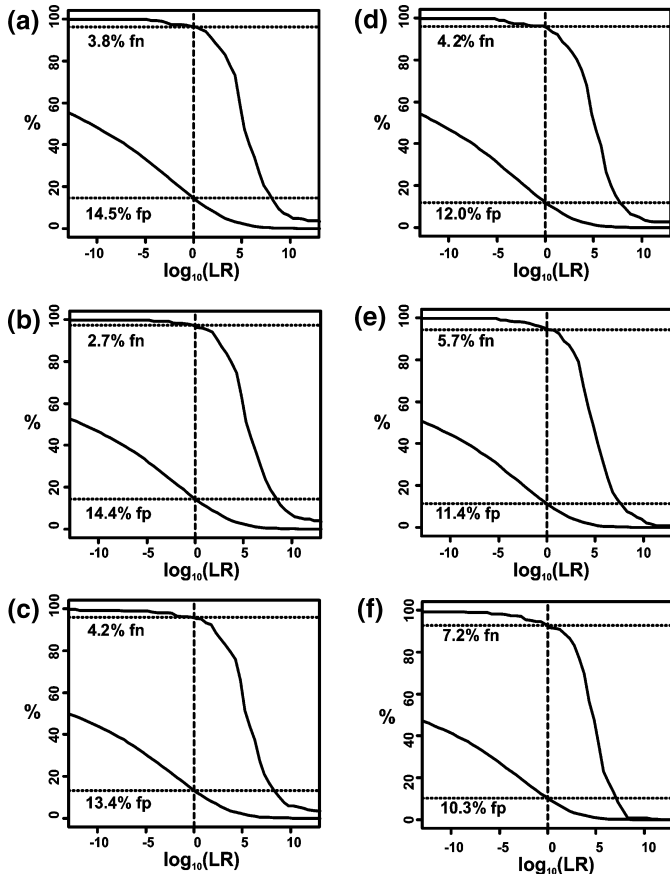 (a)
100
80
60
40
20
0
%
3.8% fn
14.5% fp
-10 -5 0 5 10
log₁₀(LR)
(b)
100
80
60
40
20
0
%
2.7% fn
14.4% fp
-10 -5 0 5 10
log₁₀(LR)
(c)
100
80
60
40
20
0
%
4.2% fn
13.4% fp
-10 -5 0 5 10
log₁₀(LR)
(d)
100
80
60
40
20
0
%
4.2% fn
12.0% fp
-10 -5 0 5 10
log₁₀(LR)
(e)
100
80
60
40
20
0
%
5.7% fn
11.4% fp
-10 -5 0 5 10
log₁₀(LR)
(f)
100
80
60
40
20
0
%
7.2% fn
10.3% fp
-10 -5 0 5 10
log₁₀(LR)